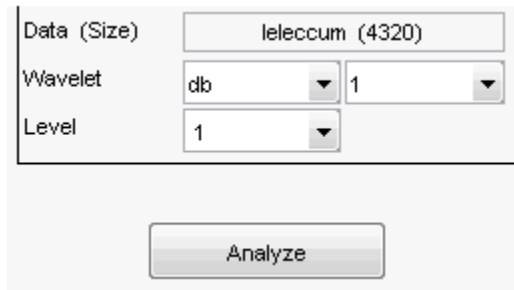 Data (Size) leleccum (4320)
Wavelet db 1
Level 1
Analyze